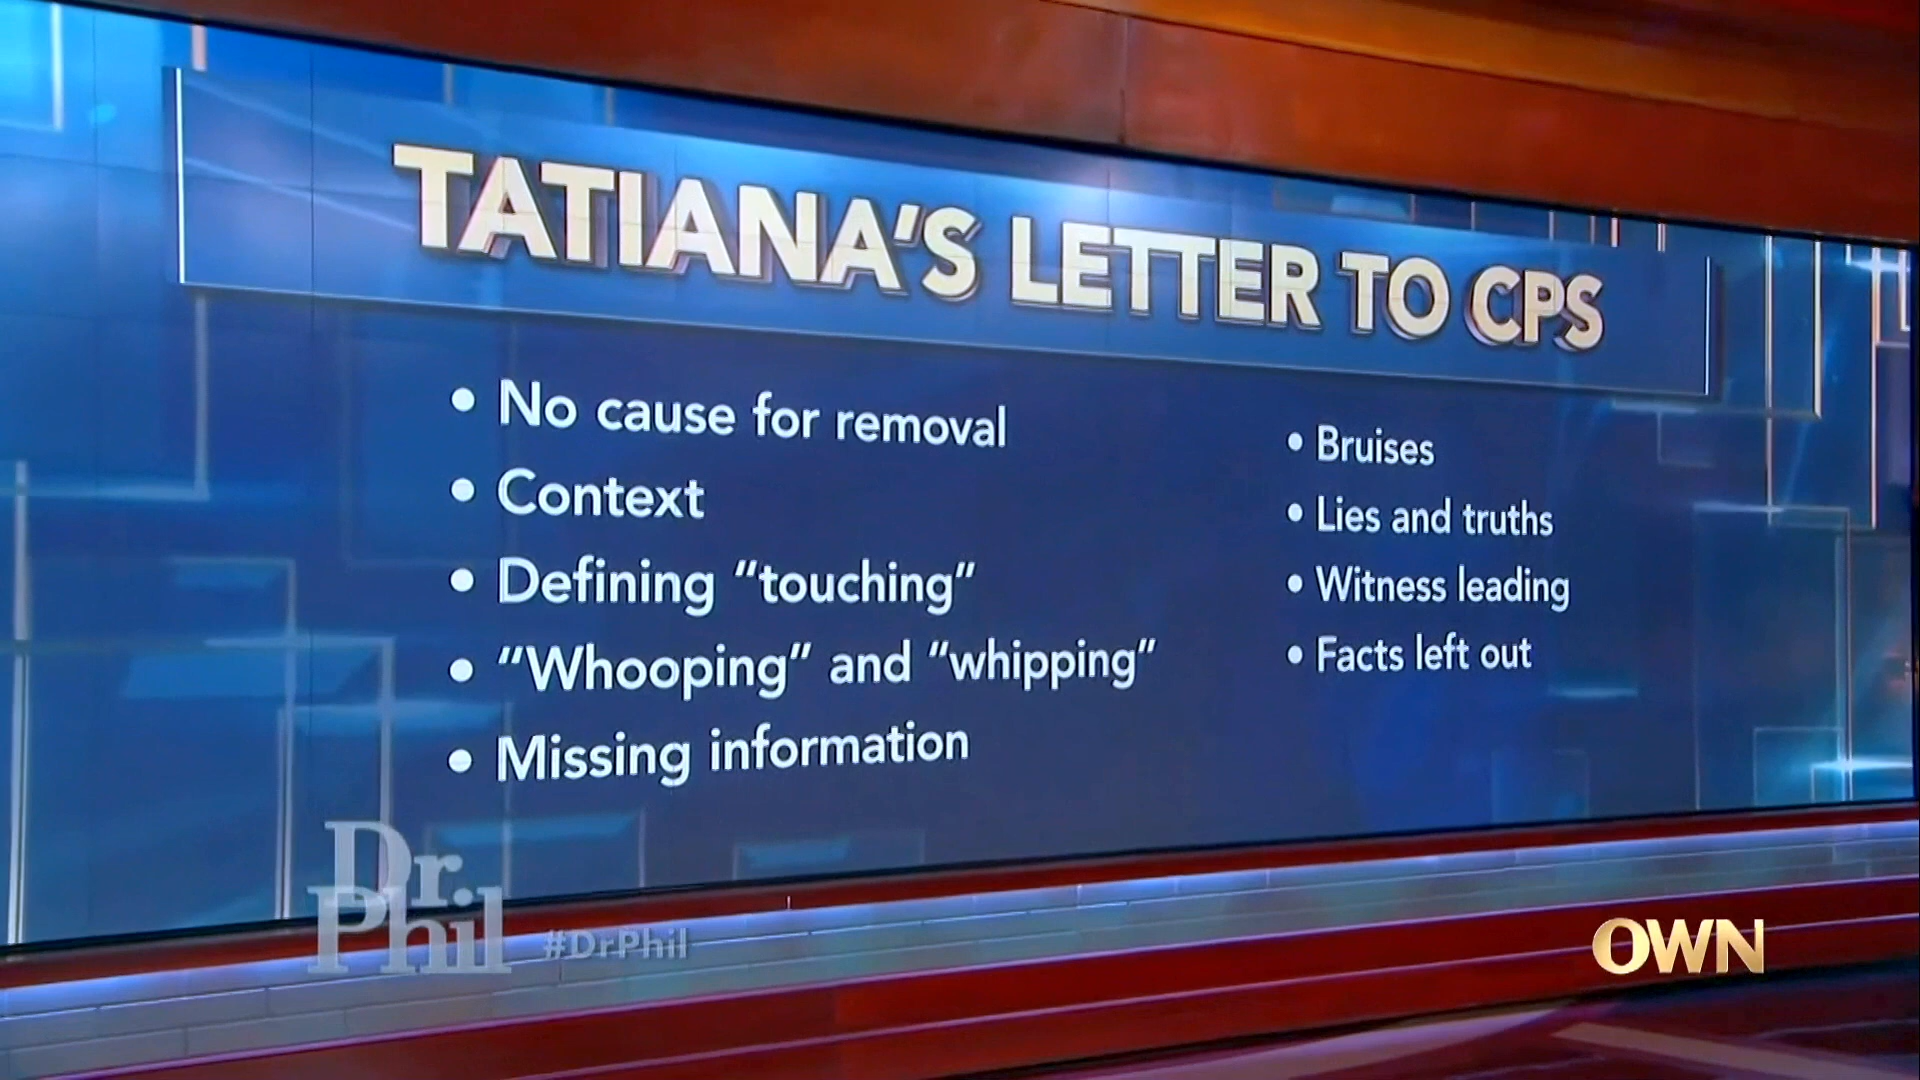 TATIANA'S LETTER TO CPS
• No cause for removal
• Context
• Defining “touching”
• “Whooping” and “whipping”
• Missing information
• Bruises
• Lies and truths
• Witness leading
• Facts left out
Dr.
Phil
#DrPhil
OWN